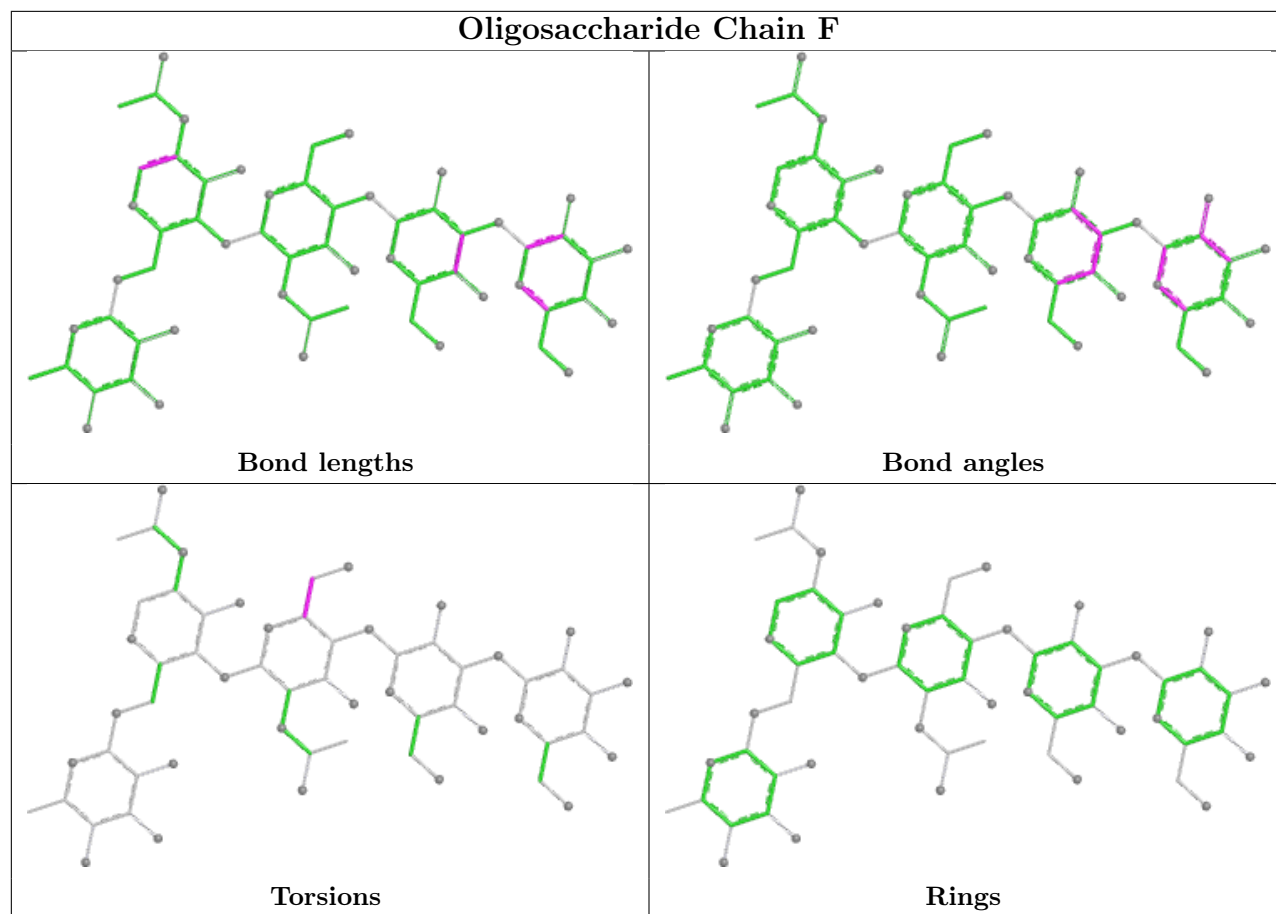 Oligosaccharide Chain F
Bond lengths
Bond angles
Torsions
Rings